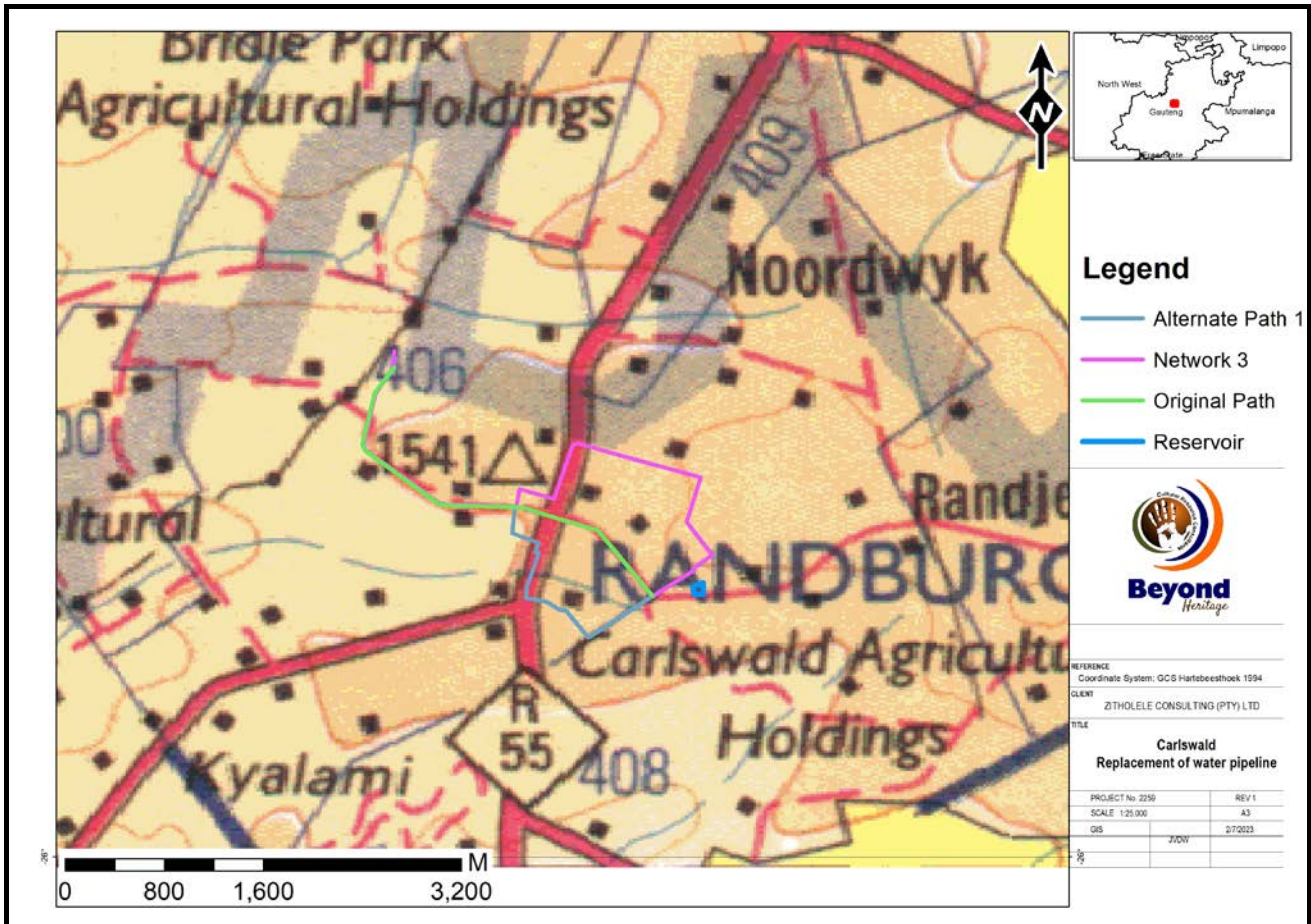 Bridle Park
Agricultural Holdings
409
Noordwyk
406
1541
Randje
ltural
RANDBURG
Carlswald Agricultu
Holdings
R
55
408
Kyalami
M
0 800 1,600 3,200
-26°
-26°
N
Limpopo
Limpopo
North West
Gauteng
Mpumalanga
Legend
Alternate Path 1
Network 3
Original Path
Reservoir
Beyond
Heritage
REFERENCE
Coordinate System: GCS Hartebeesthoek 1994
CLIENT
ZITHOLELE CONSULTING (PTY) LTD
TITLE
Carlswald
Replacement of water pipeline
PROJECT No. 2259 REV 1
SCALE 1:25.000 A3
GIS JVDW 2/7/2023